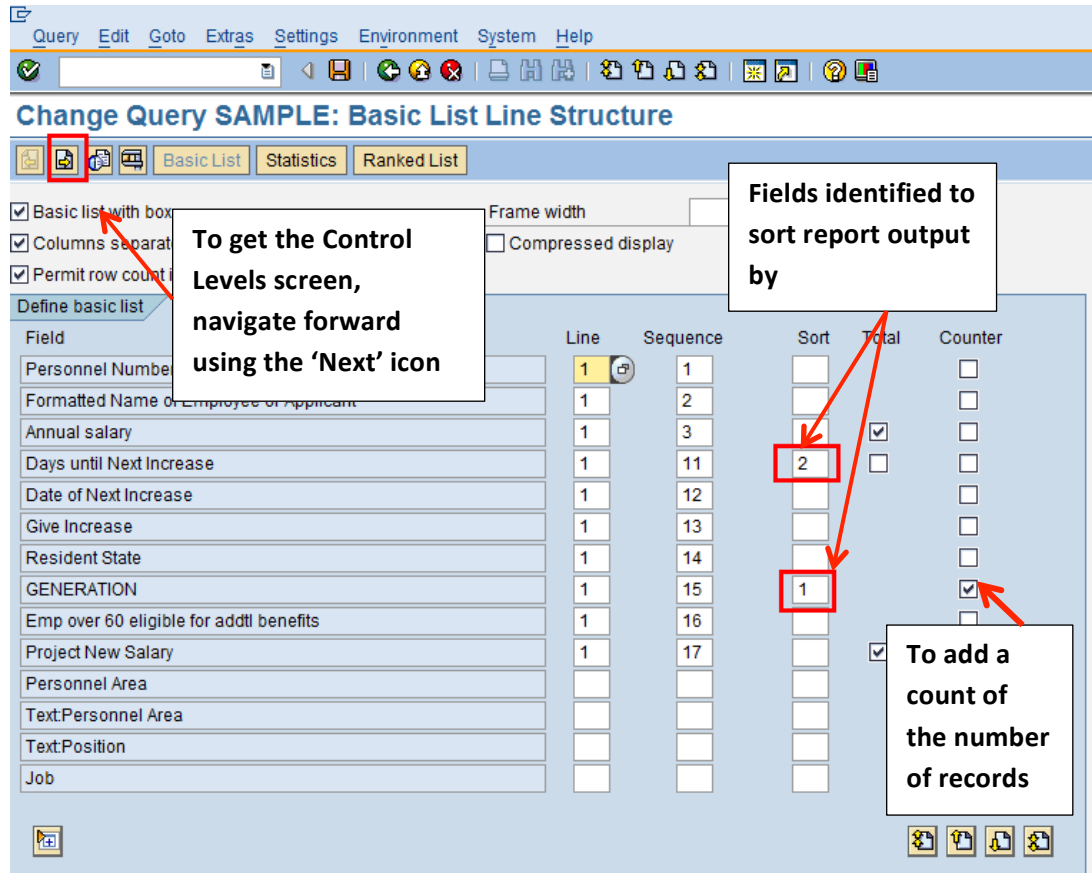 Query Edit Goto Extras Settings Environment System Help
Change Query SAMPLE: Basic List Line Structure
Basic List Statistics Ranked List
Basic list with box Frame width
Columns separat Compressed display
Permit row count i
To get the Control
Levels screen,
navigate forward
using the ‘Next’ icon
Fields identified to
sort report output
by
Define basic list
Field Line Sequence Sort Total Counter
Personnel Number 1 1
Formatted Name of Employee or Applicant 1 2
Annual salary 1 3
Days until Next Increase 1 11 2
Date of Next Increase 1 12
Give Increase 1 13
Resident State 1 14
GENERATION 1 15 1
Emp over 60 eligible for addtl benefits 1 16
Project New Salary 1 17
Personnel Area
Text:Personnel Area
Text:Position
Job
To add a
count of
the number
of records